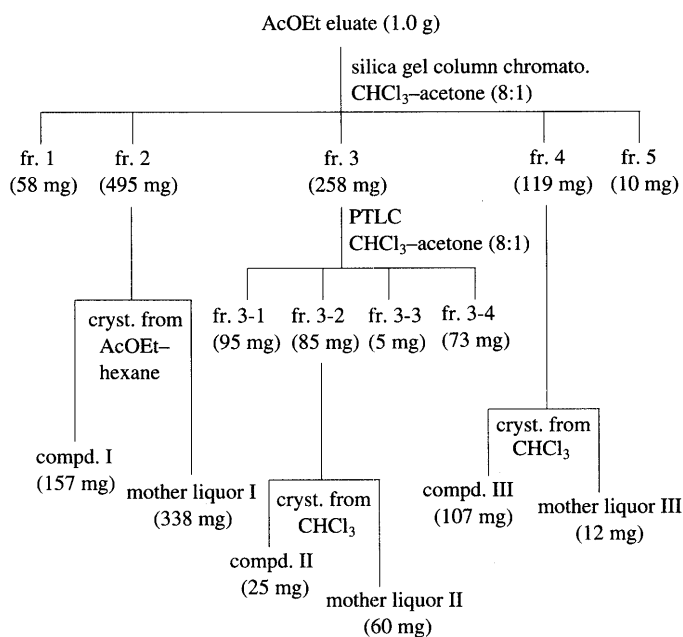 AcOEt eluate (1.0 g)
silica gel column chromato.
CHCl₃–acetone (8:1)
fr. 1
(58 mg)
fr. 2
(495 mg)
fr. 3
(258 mg)
fr. 4
(119 mg)
fr. 5
(10 mg)
PTLC
CHCl₃–acetone (8:1)
cryst. from
AcOEt–
hexane
fr. 3-1
(95 mg)
fr. 3-2
(85 mg)
fr. 3-3
(5 mg)
fr. 3-4
(73 mg)
compd. I
(157 mg)
mother liquor I
(338 mg)
cryst. from
CHCl₃
compd. II
(25 mg)
mother liquor II
(60 mg)
cryst. from
CHCl₃
compd. III
(107 mg)
mother liquor III
(12 mg)